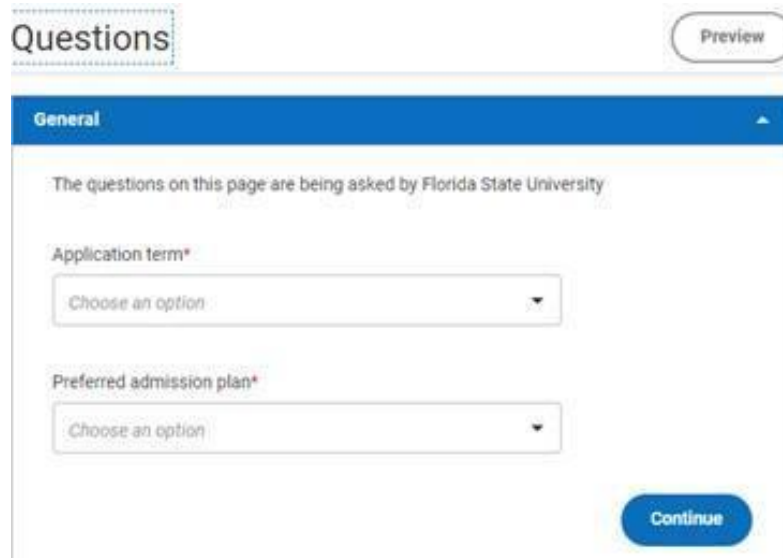 Questions
Preview
General
The questions on this page are being asked by Florida State University
Application term*
Choose an option
Preferred admission plan*
Choose an option
Continue